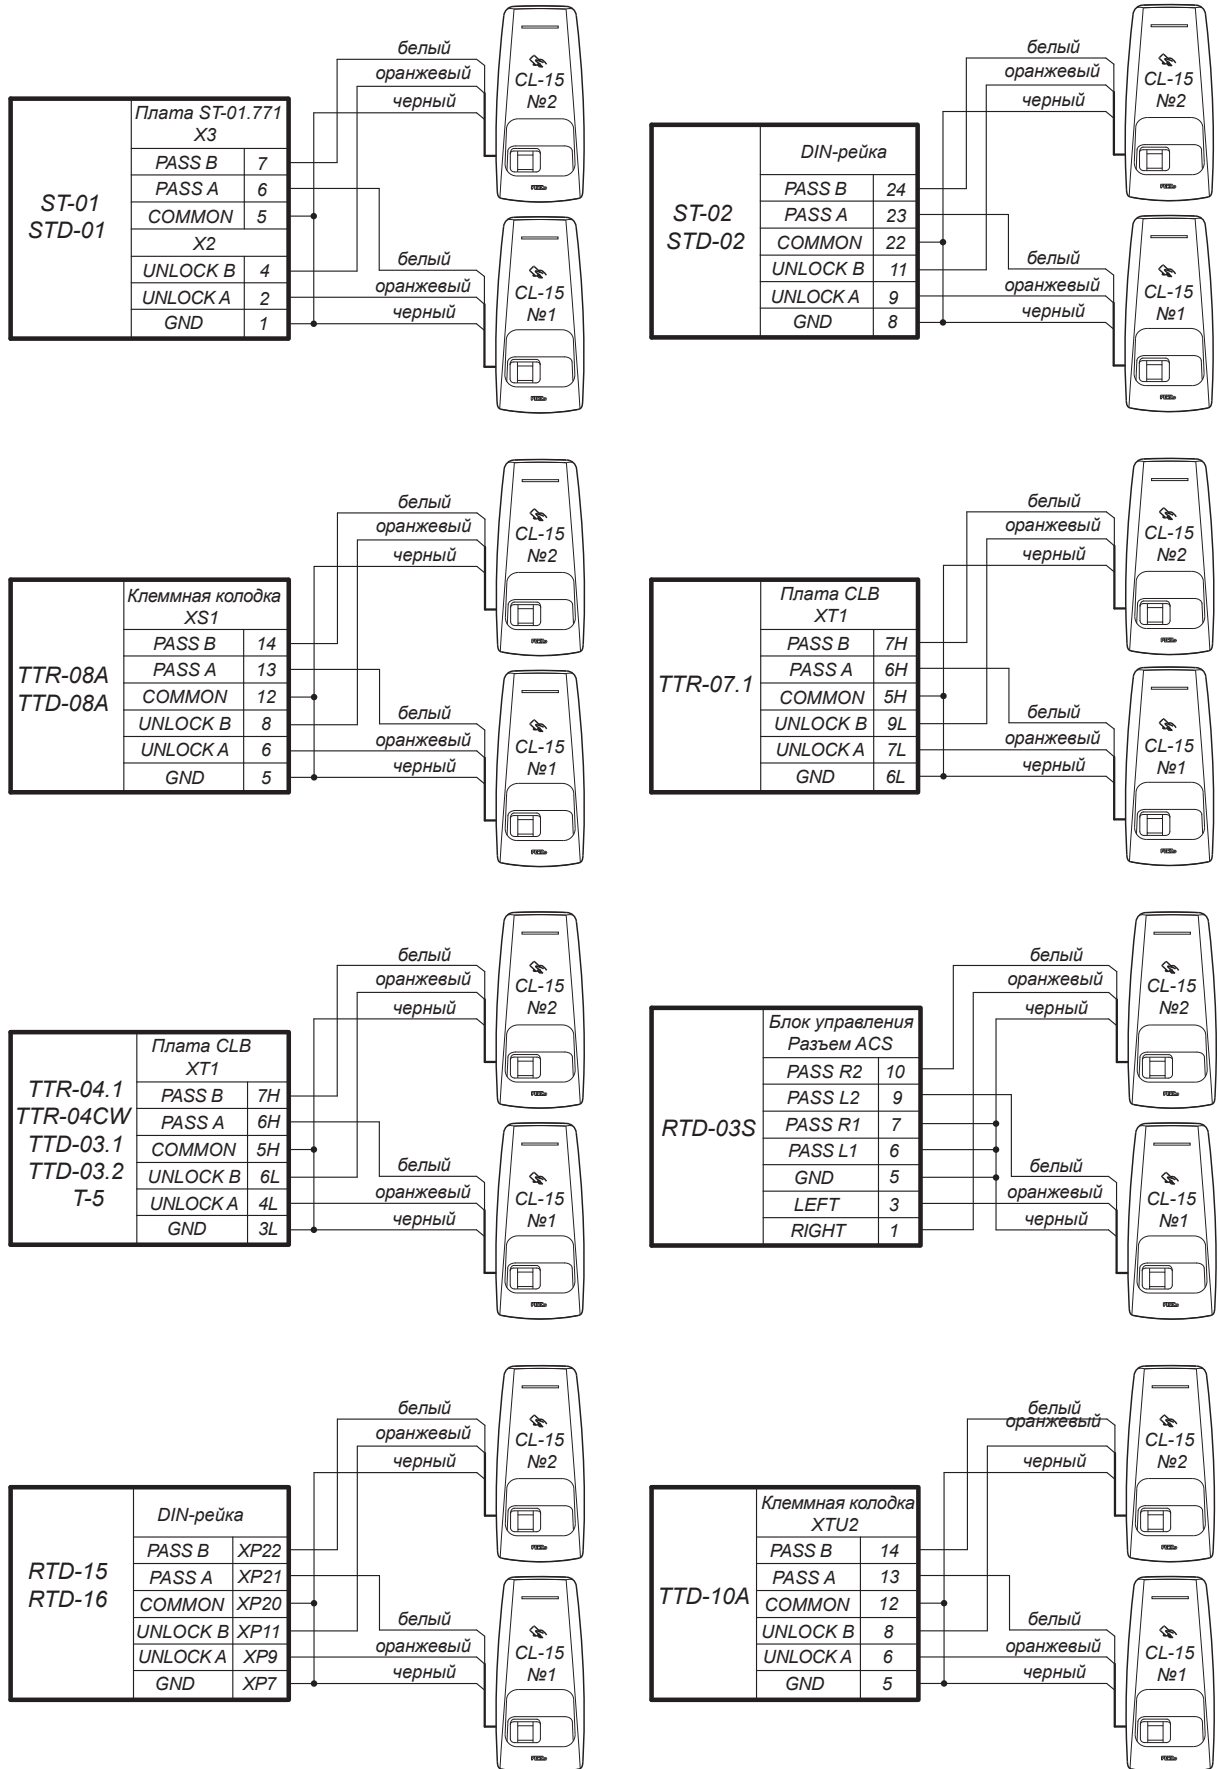 белый
оранжевый
черный
CL-15
№2
Плата ST-01.771
X3
ST-01
STD-01
PASS B 7
PASS A 6
COMMON 5
X2
UNLOCK B 4
UNLOCK A 2
GND 1
белый
оранжевый
черный
CL-15
№1
белый
оранжевый
черный
CL-15
№2
DIN-рейка
ST-02
STD-02
PASS B 24
PASS A 23
COMMON 22
UNLOCK B 11
UNLOCK A 9
GND 8
белый
оранжевый
черный
CL-15
№1
белый
оранжевый
черный
CL-15
№2
Клеммная колодка
XS1
TTR-08A
TTD-08A
PASS B 14
PASS A 13
COMMON 12
UNLOCK B 8
UNLOCK A 6
GND 5
белый
оранжевый
черный
CL-15
№1
белый
оранжевый
черный
CL-15
№2
Плата CLB
XT1
TTR-07.1
PASS B 7H
PASS A 6H
COMMON 5H
UNLOCK B 9L
UNLOCK A 7L
GND 6L
белый
оранжевый
черный
CL-15
№1
белый
оранжевый
черный
CL-15
№2
Плата CLB
XT1
TTR-04.1
TTR-04CW
TTD-03.1
TTD-03.2
T-5
PASS B 7H
PASS A 6H
COMMON 5H
UNLOCK B 6L
UNLOCK A 4L
GND 3L
белый
оранжевый
черный
CL-15
№1
белый
оранжевый
черный
CL-15
№2
Блок управления
Разъем ACS
RTD-03S
PASS R2 10
PASS L2 9
PASS R1 7
PASS L1 6
GND 5
LEFT 3
RIGHT 1
белый
оранжевый
черный
CL-15
№1
белый
оранжевый
черный
CL-15
№2
DIN-рейка
RTD-15
RTD-16
PASS B XP22
PASS A XP21
COMMON XP20
UNLOCK B XP11
UNLOCK A XP9
GND XP7
белый
оранжевый
черный
CL-15
№1
белый
оранжевый
черный
CL-15
№2
Клеммная колодка
XTU2
TTD-10A
PASS B 14
PASS A 13
COMMON 12
UNLOCK B 8
UNLOCK A 6
GND 5
белый
оранжевый
черный
CL-15
№1